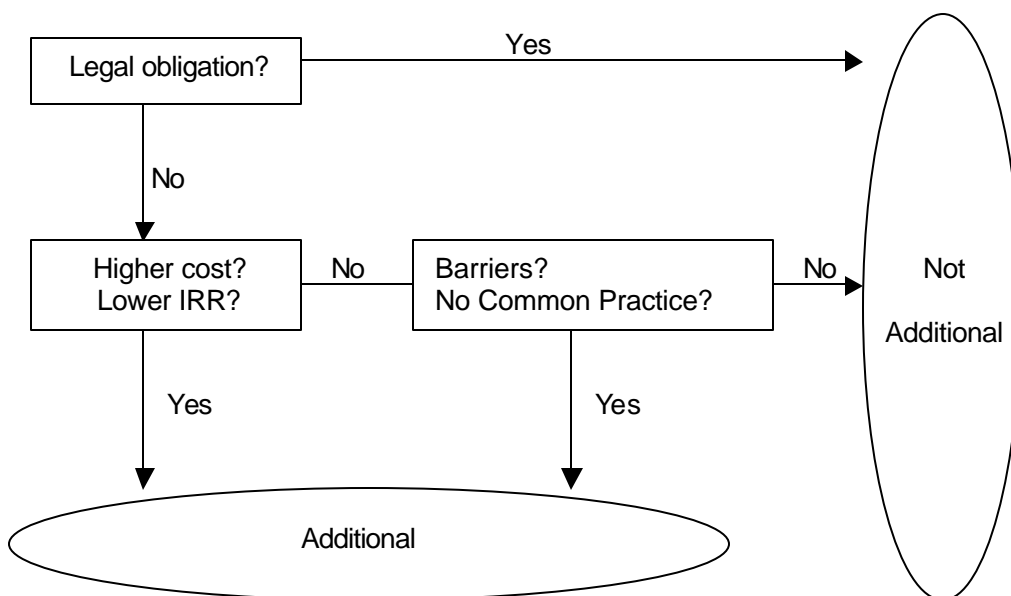 Yes
Legal obligation?
No
Higher cost?
Lower IRR?
No
Barriers?
No Common Practice?
No
Not
Additional
Yes
Yes
Additional